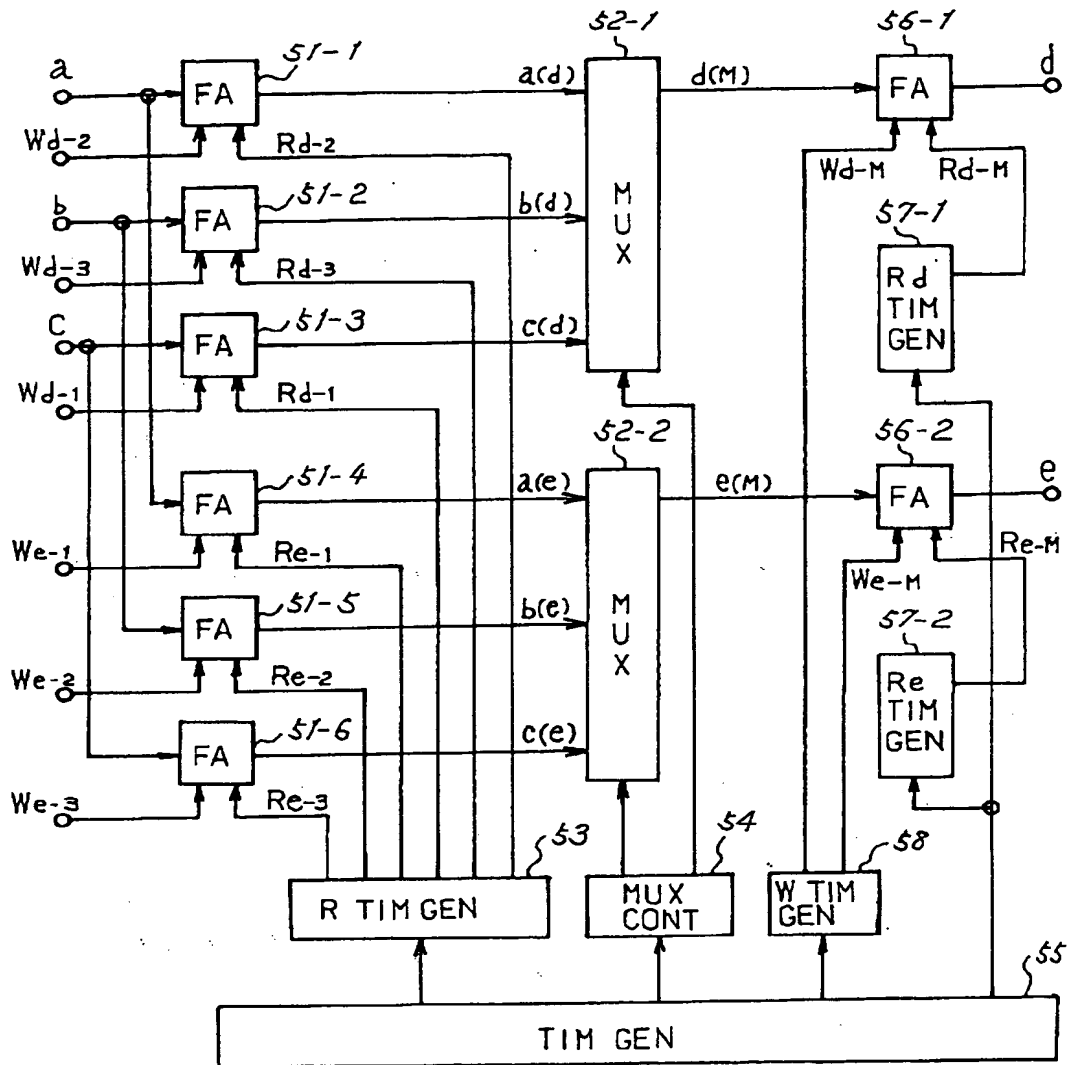 52-1
56-1
a
51-1
FA
a(d)
d(M)
FA
d
Wd-2
Rd-2
Wd-M
Rd-M
b
51-2
FA
b(d)
MUX
57-1
Wd-3
Rd-3
Rd
TIM
GEN
C
51-3
FA
c(d)
Wd-1
Rd-1
52-2
56-2
51-4
FA
a(e)
e(M)
FA
e
We-1
Re-1
We-M
Re-M
51-5
FA
b(e)
MUX
57-2
We-2
Re-2
Re
TIM
GEN
51-6
FA
c(e)
We-3
Re-3
53
54
58
R TIM GEN
MUX
CONT
W TIM
GEN
55
TIM GEN